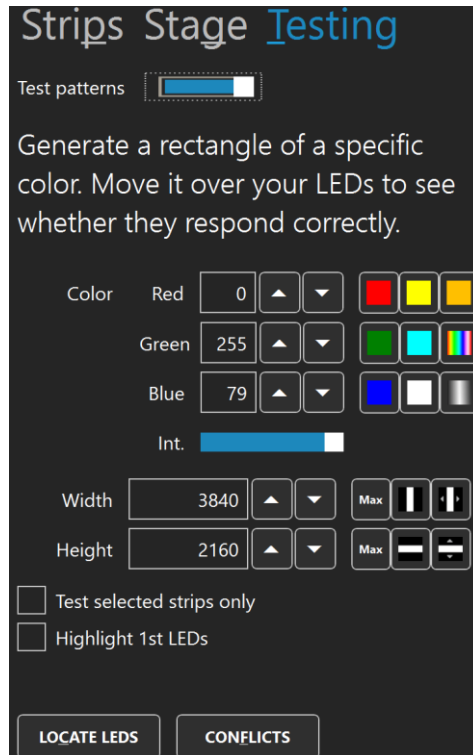 Strips Stage Testing
Test patterns
Generate a rectangle of a specific
color. Move it over your LEDs to see
whether they respond correctly.
Color Red 0
Green 255
Blue 79
Int.
Width 3840 Max
Height 2160 Max
Test selected strips only
Highlight 1st LEDs
LOCATE LEDS CONFLICTS